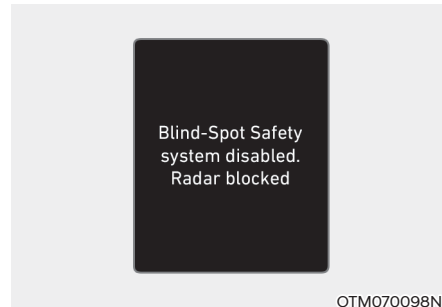 Blind-Spot Safety
system disabled.
Radar blocked
OTM070098N